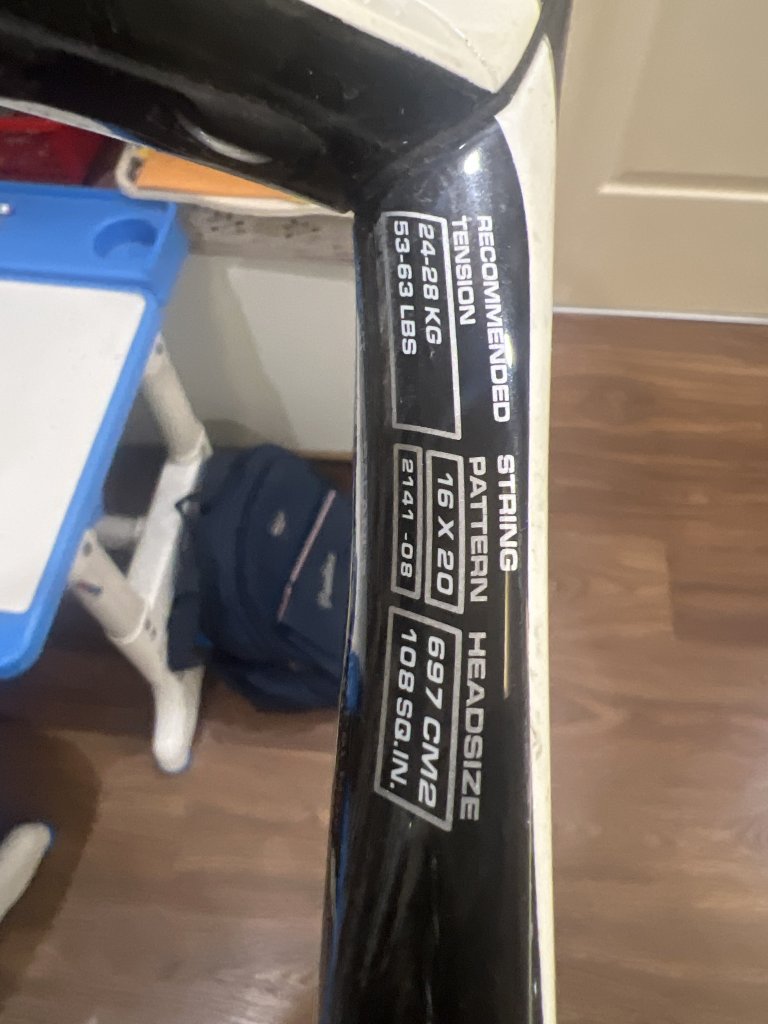 RECOMMENDED
TENSION
24-28 KG
53-63 LBS
STRING
PATTERN
16 X 20
2141 -08
HEADSIZE
697 CM2
108 SQ.IN.